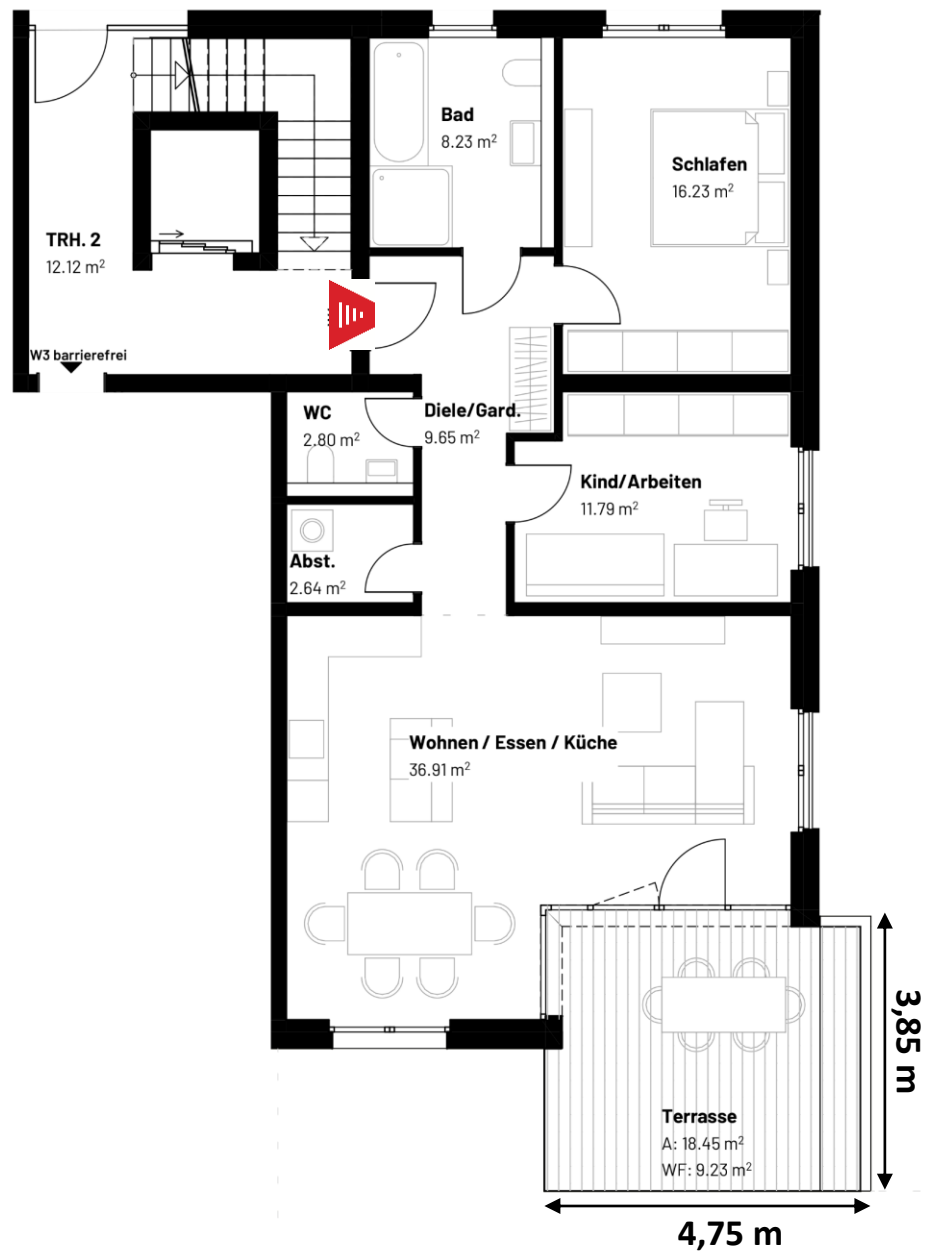 Bad
8.23 m²
Schlafen
16.23 m²
TRH. 2
12.12 m²
W3 barrierefrei
WC
2.80 m²
Diele/Gard.
9.65 m²
Kind/Arbeiten
11.79 m²
Abst.
2.64 m²
Wohnen / Essen / Küche
36.91 m²
Terrasse
A: 18.45 m²
WF: 9.23 m²
3,85 m
4,75 m